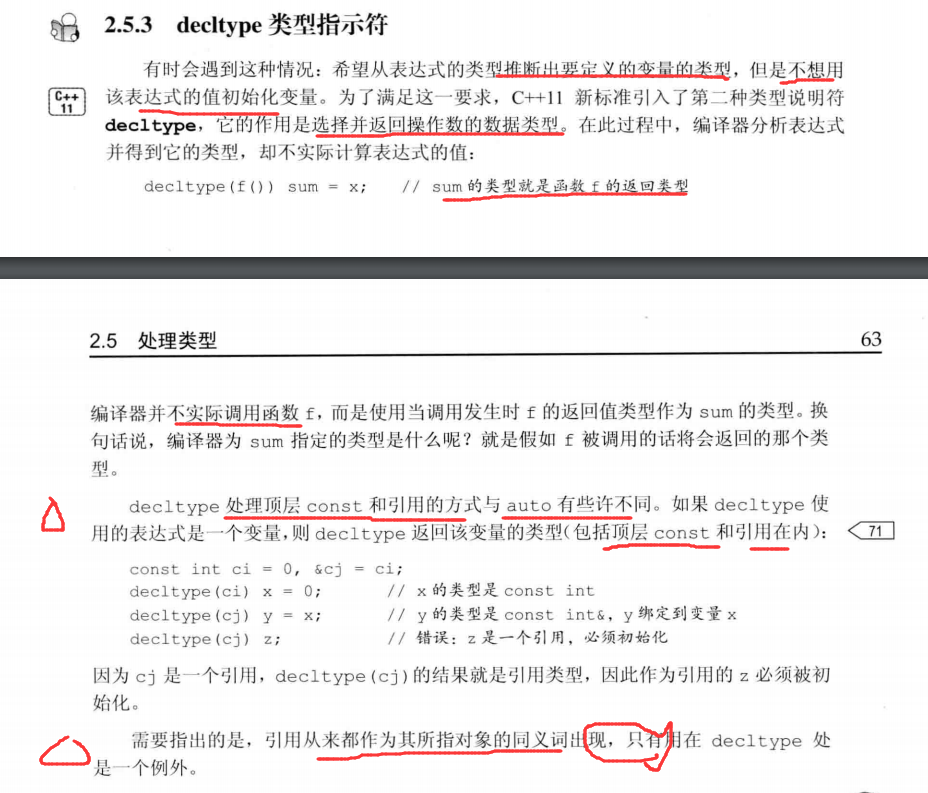 2.5.3 decltype 类型指示符
有时会遇到这种情况：希望从表达式的类型推断出要定义的变量的类型，但是不想用
C++
11
该表达式的值初始化变量。为了满足这一要求，C++11 新标准引入了第二种类型说明符
decltype，它的作用是选择并返回操作数的数据类型。在此过程中，编译器分析表达式
并得到它的类型，却不实际计算表达式的值：
decltype(f()) sum = x; // sum 的类型就是函数 f 的返回类型
2.5 处理类型 63
编译器并不实际调用函数 f，而是使用当调用发生时 f 的返回值类型作为 sum 的类型。换
句话说，编译器为 sum 指定的类型是什么呢？就是假如 f 被调用的话将会返回的那个类
型。
decltype 处理顶层 const 和引用的方式与 auto 有些许不同。如果 decltype 使
用的表达式是一个变量，则 decltype 返回该变量的类型（包括顶层 const 和引用在内）：
71
const int ci = 0, &cj = ci;
decltype(ci) x = 0; // x 的类型是 const int
decltype(cj) y = x; // y 的类型是 const int&，y 绑定到变量 x
decltype(cj) z; // 错误：z 是一个引用，必须初始化
因为 cj 是一个引用，decltype(cj)的结果就是引用类型，因此作为引用的 z 必须被初
始化。
需要指出的是，引用从来都作为其所指对象的同义词出现，只有用在 decltype 处
是一个例外。